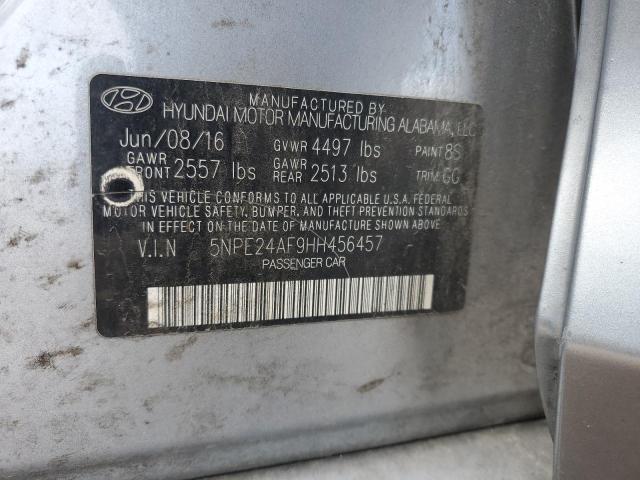 MANUFACTURED BY
HYUNDAI MOTOR MANUFACTURING ALABAMA, LLC
Jun/08/16 GVWR 4497 lbs PAINT 8S
GAWR FRONT 2557 lbs GAWR REAR 2513 lbs TRIM GG
THIS VEHICLE CONFORMS TO ALL APPLICABLE U.S.A. FEDERAL
MOTOR VEHICLE SAFETY, BUMPER, AND THEFT PREVENTION STANDARDS
IN EFFECT ON THE DATE OF MANUFACTURE SHOWN ABOVE.
V.I.N 5NPE24AF9HH456457
PASSENGER CAR